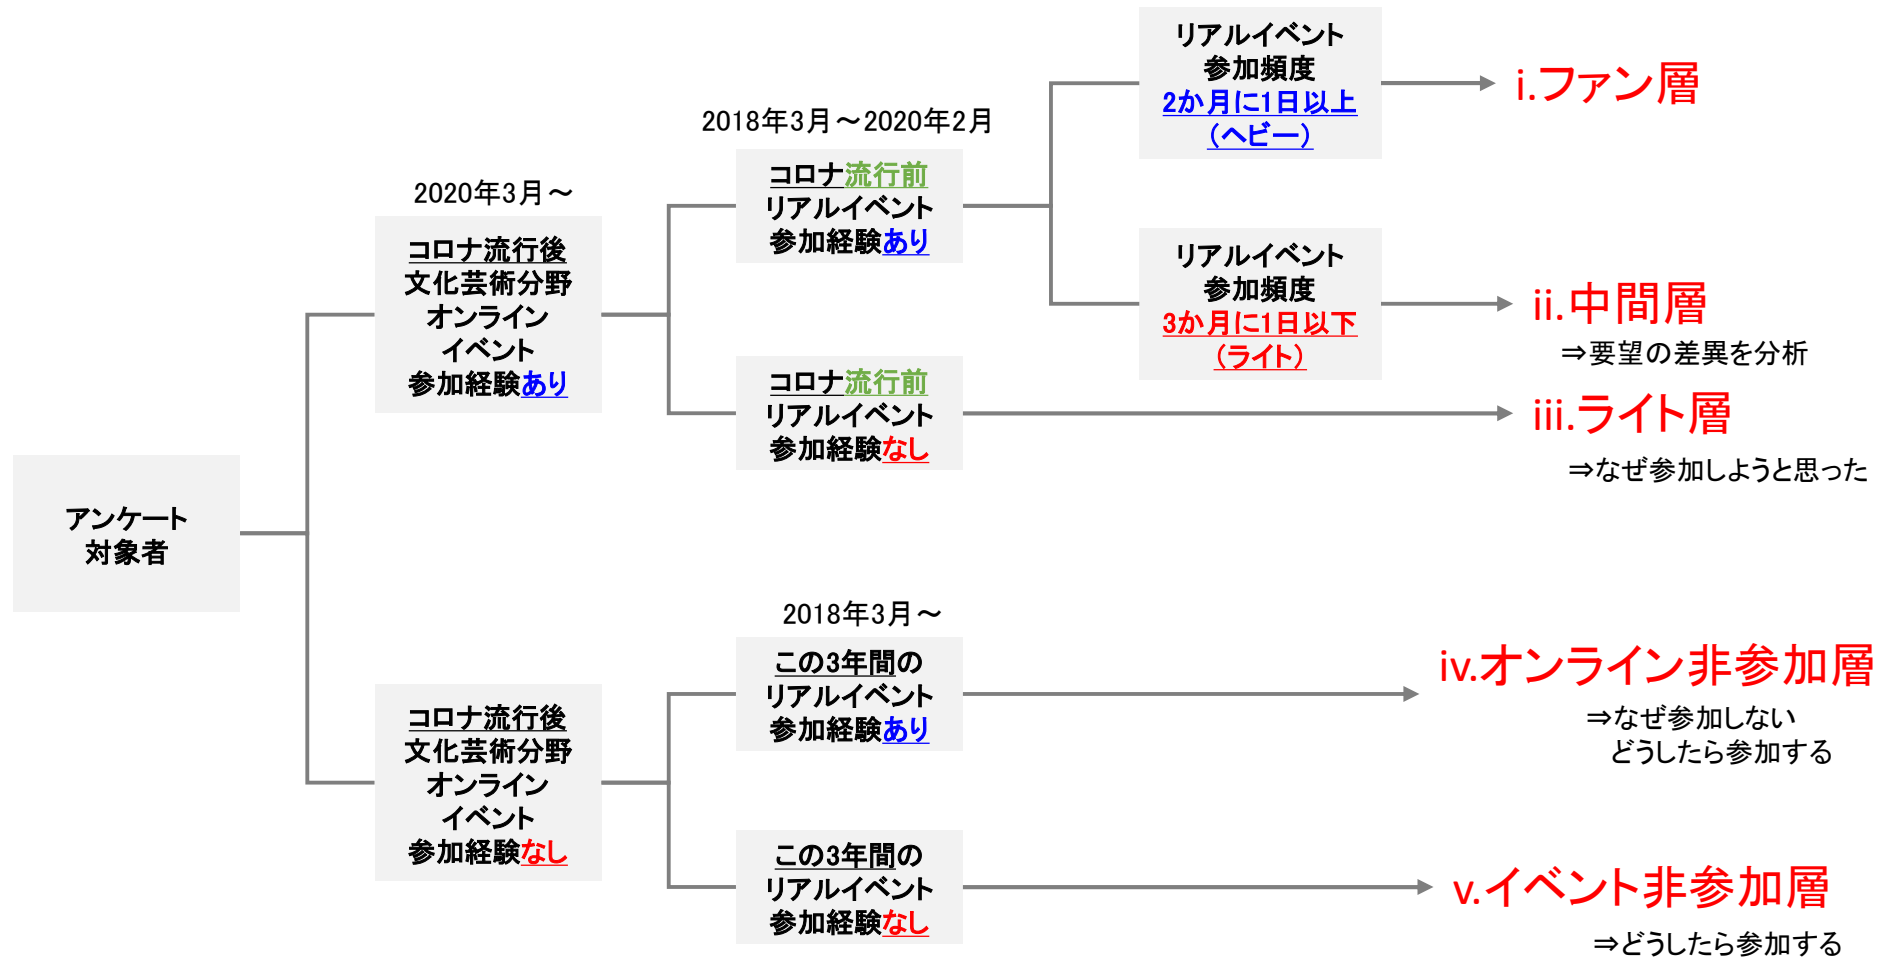 アンケート
対象者
2020年3月～
コロナ流行後
文化芸術分野
オンライン
イベント
参加経験あり
2018年3月～2020年2月
コロナ流行前
リアルイベント
参加経験あり
リアルイベント
参加頻度
2か月に1日以上
（ヘビー）
i.ファン層
リアルイベント
参加頻度
3か月に1日以下
（ライト）
ii.中間層
⇒要望の差異を分析
コロナ流行前
リアルイベント
参加経験なし
iii.ライト層
⇒なぜ参加しようと思った
コロナ流行後
文化芸術分野
オンライン
イベント
参加経験なし
2018年3月～
この3年間の
リアルイベント
参加経験あり
iv.オンライン非参加層
⇒なぜ参加しない
どうしたら参加する
この3年間の
リアルイベント
参加経験なし
v.イベント非参加層
⇒どうしたら参加する